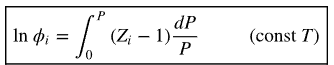 ln ϕᵢ = ∫₀ᴾ (Zᵢ − 1) dP/P (const T)